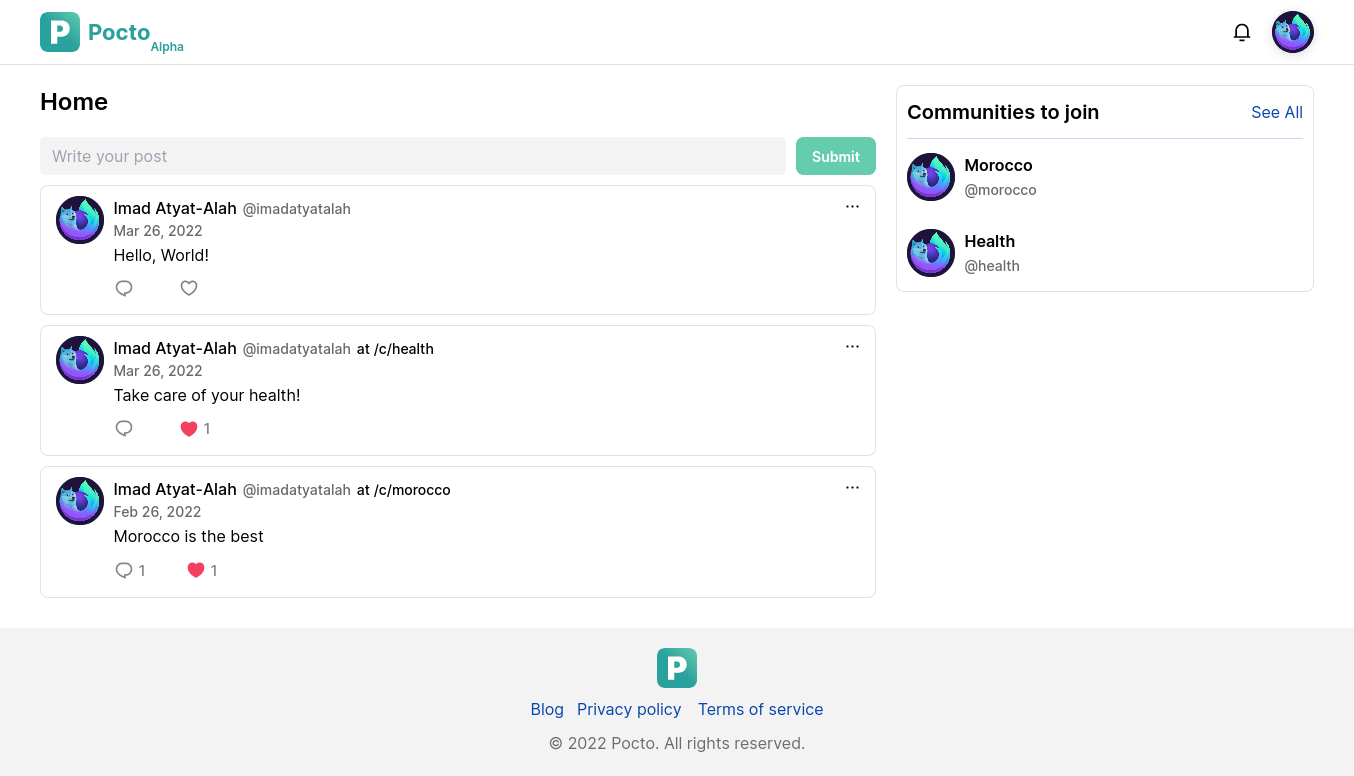 P Pocto Alpha
Home
Write your post
Submit
Imad Atyat-Alah @imadatyatalah
...
Mar 26, 2022
Hello, World!
Imad Atyat-Alah @imadatyatalah at /c/health
...
Mar 26, 2022
Take care of your health!
1
Imad Atyat-Alah @imadatyatalah at /c/morocco
...
Feb 26, 2022
Morocco is the best
1 1
Communities to join See All
Morocco
@morocco
Health
@health
P
Blog Privacy policy Terms of service
© 2022 Pocto. All rights reserved.